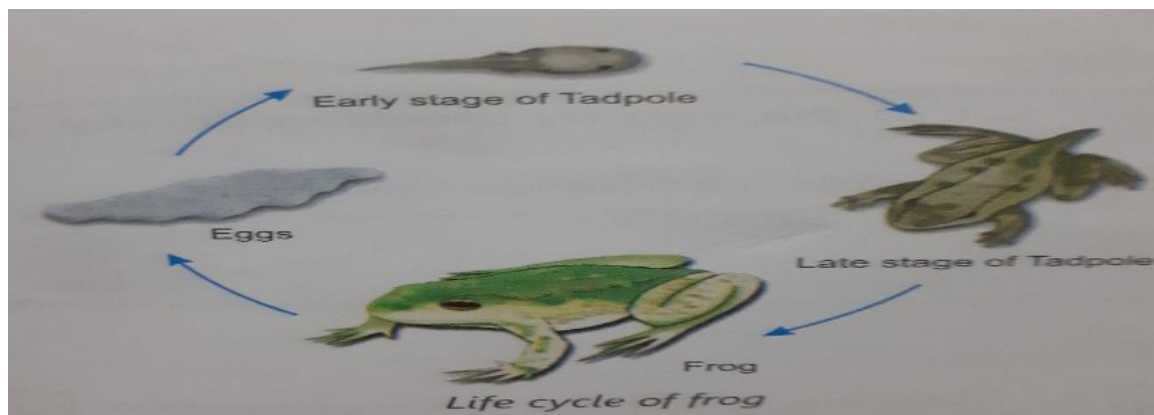 Early stage of Tadpole
Eggs
Late stage of Tadpole
Frog
Life cycle of frog